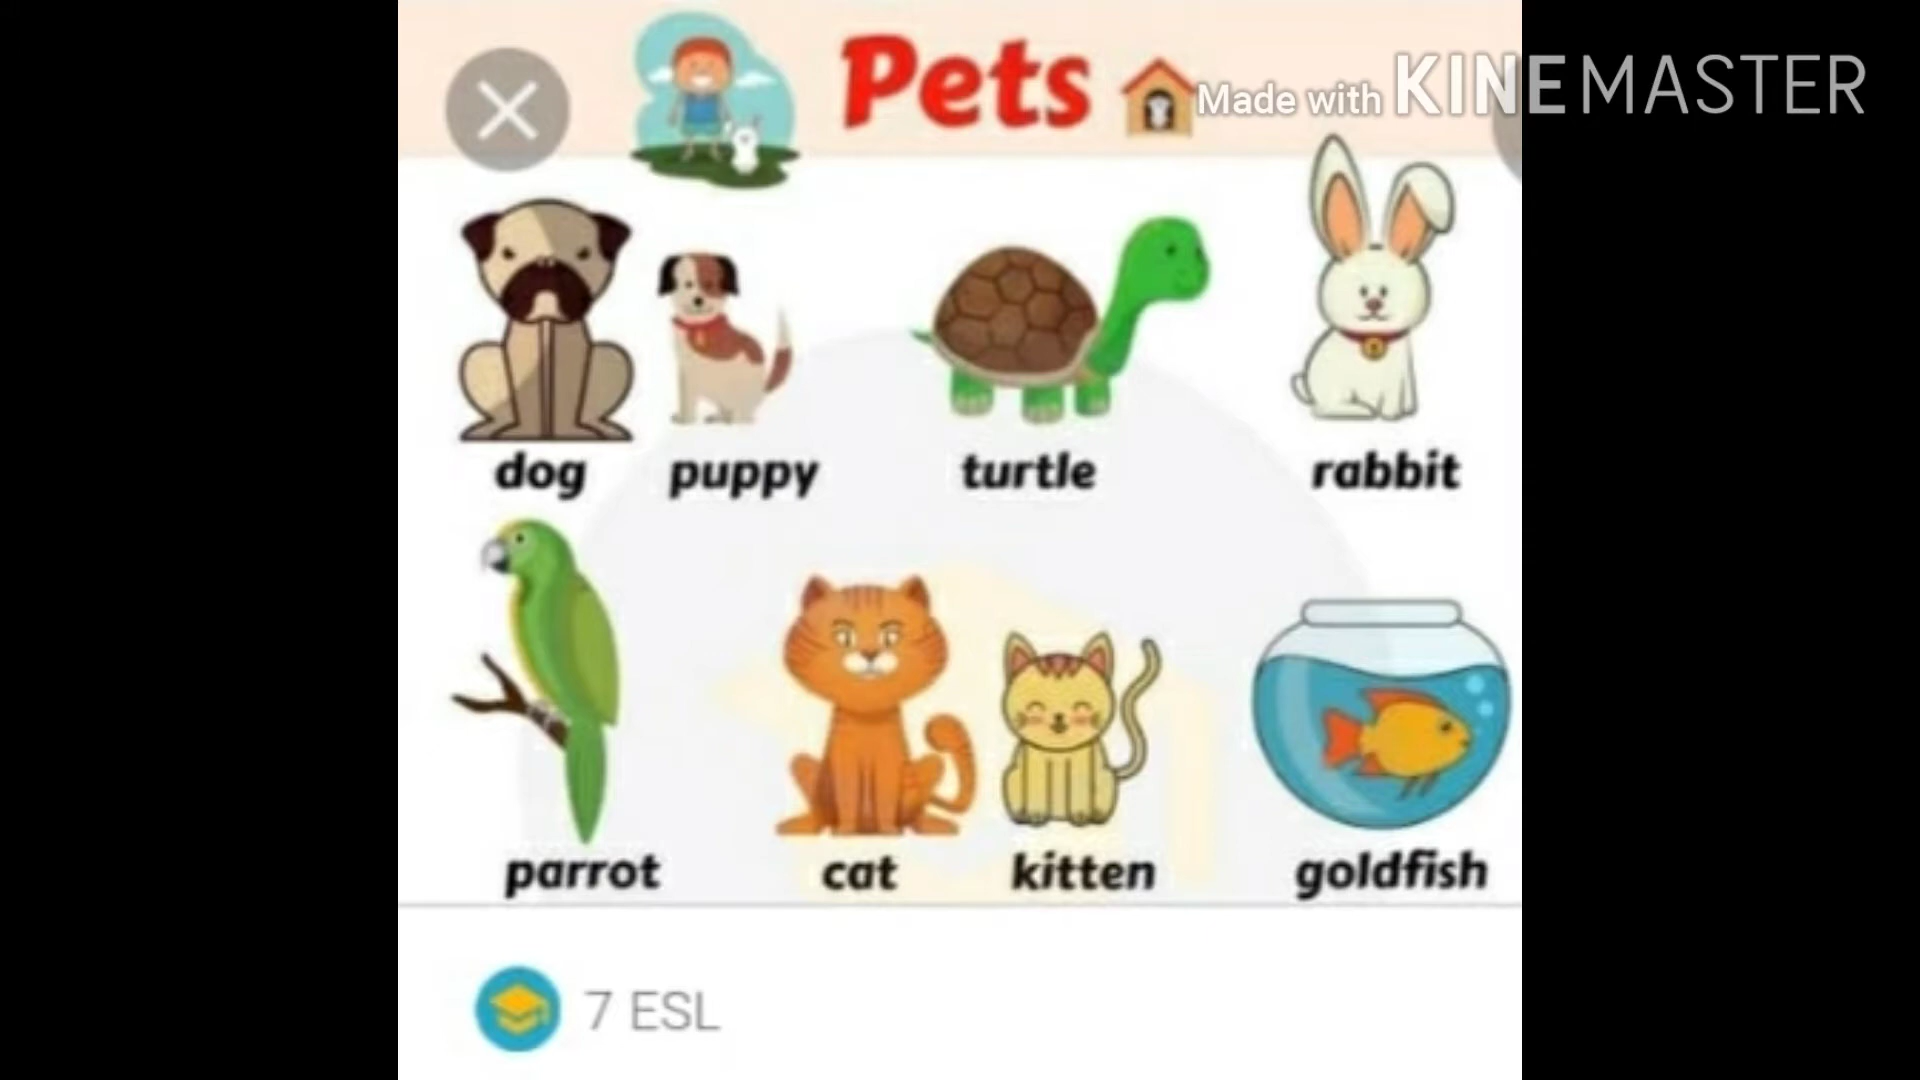 Pets
Made with KINEMASTER
dog puppy turtle rabbit
parrot cat kitten goldfish
7 ESL